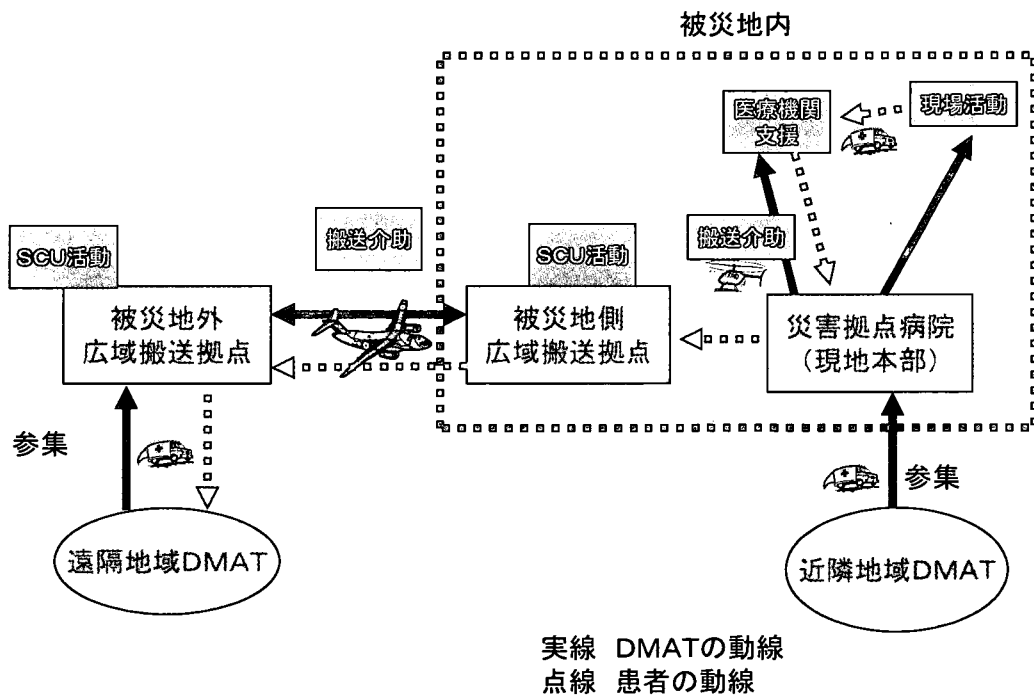 被災地内
医療機関
支援
現場活動
搬送介助
SCU活動
搬送介助
SCU活動
被災地外
広域搬送拠点
被災地側
広域搬送拠点
災害拠点病院
(現地本部)
参集
参集
遠隔地域DMAT
近隣地域DMAT
実線 DMATの動線
点線 患者の動線